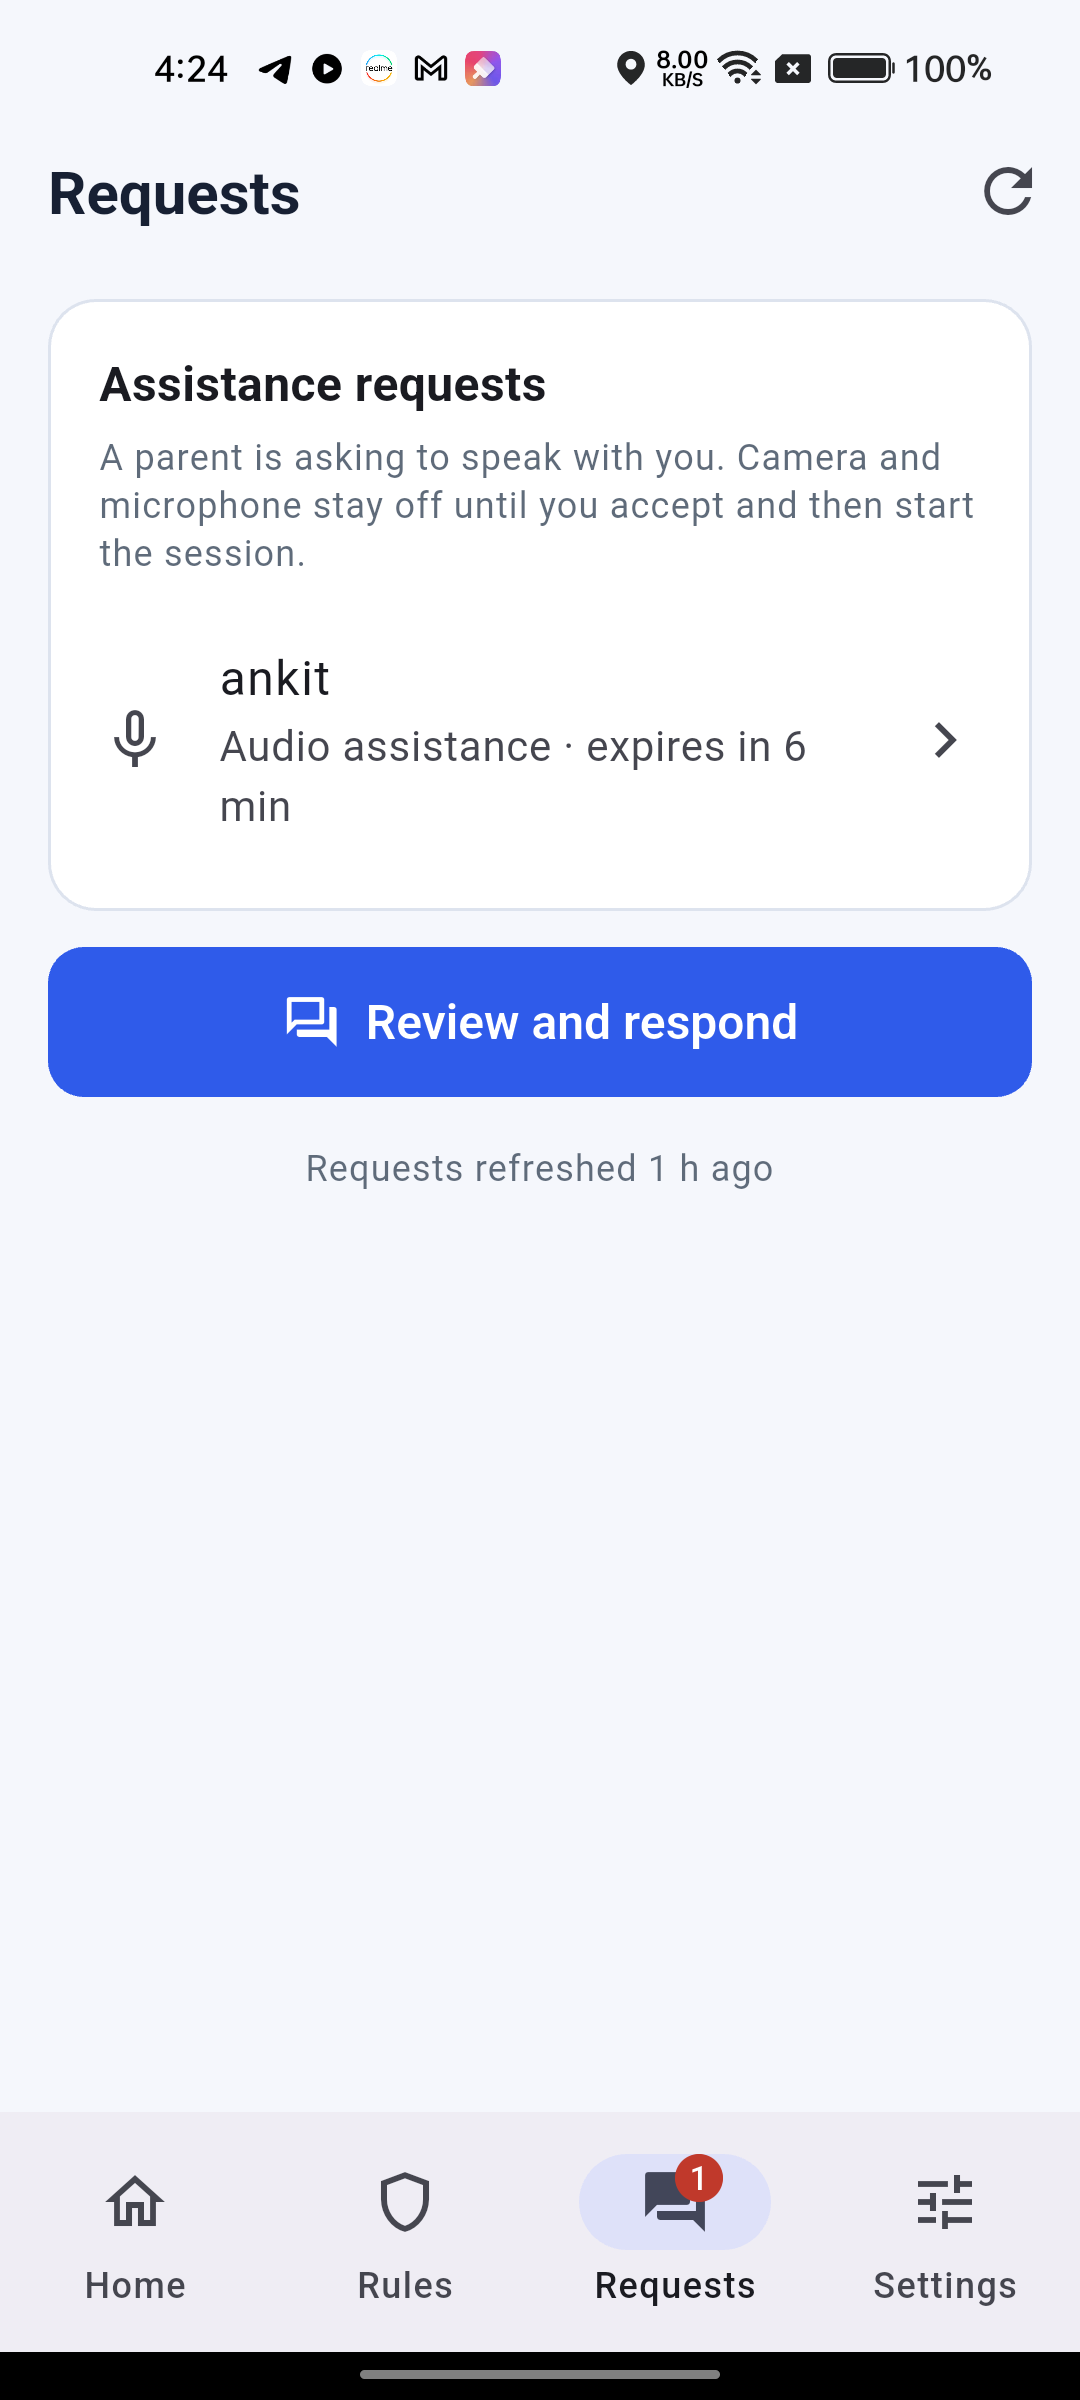 4:24
realme
8.00
KB/S
100%
Requests
Assistance requests
A parent is asking to speak with you. Camera and
microphone stay off until you accept and then start
the session.
ankit
Audio assistance · expires in 6
min
Review and respond
Requests refreshed 1 h ago
1
Home
Rules
Requests
Settings